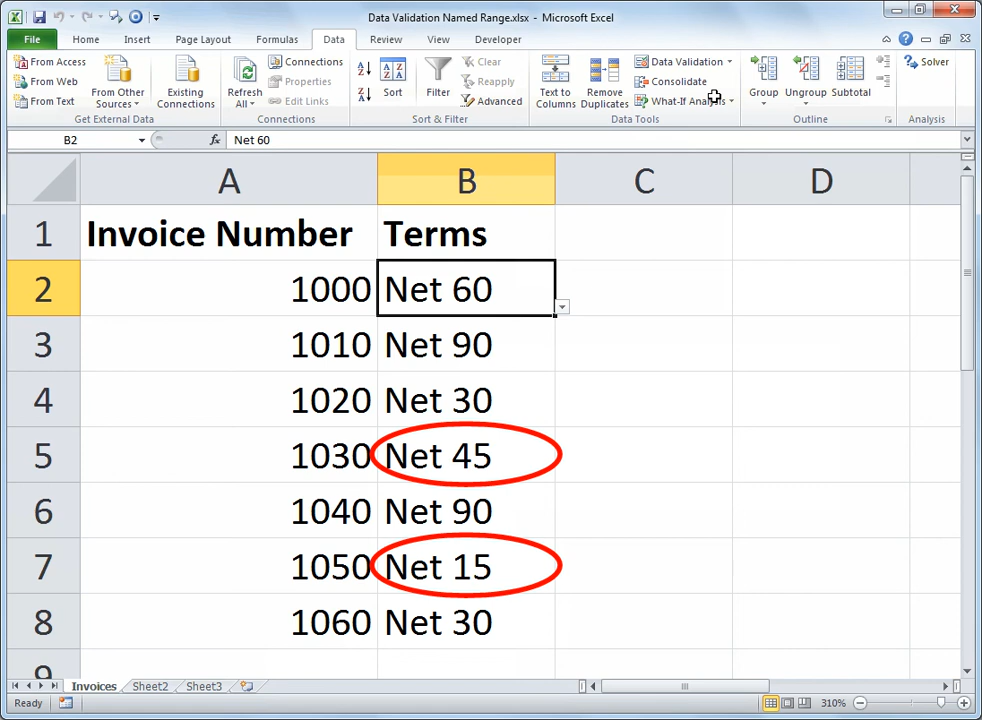 Data Validation Named Range.xlsx - Microsoft Excel
File Home Insert Page Layout Formulas Data Review View Developer
From Access
From Web
From Text
From Other Sources
Existing Connections
Get External Data
Refresh All
Connections
Properties
Edit Links
Connections
Sort
Filter
Clear
Reapply
Advanced
Sort & Filter
Text to Columns
Remove Duplicates
Data Validation
Consolidate
What-If Analysis
Data Tools
Group
Ungroup
Subtotal
Outline
Solver
Analysis
B2 fx Net 60
A B C D
1 Invoice Number Terms
2 1000 Net 60
3 1010 Net 90
4 1020 Net 30
5 1030 Net 45
6 1040 Net 90
7 1050 Net 15
8 1060 Net 30
9
Invoices Sheet2 Sheet3
Ready 310%